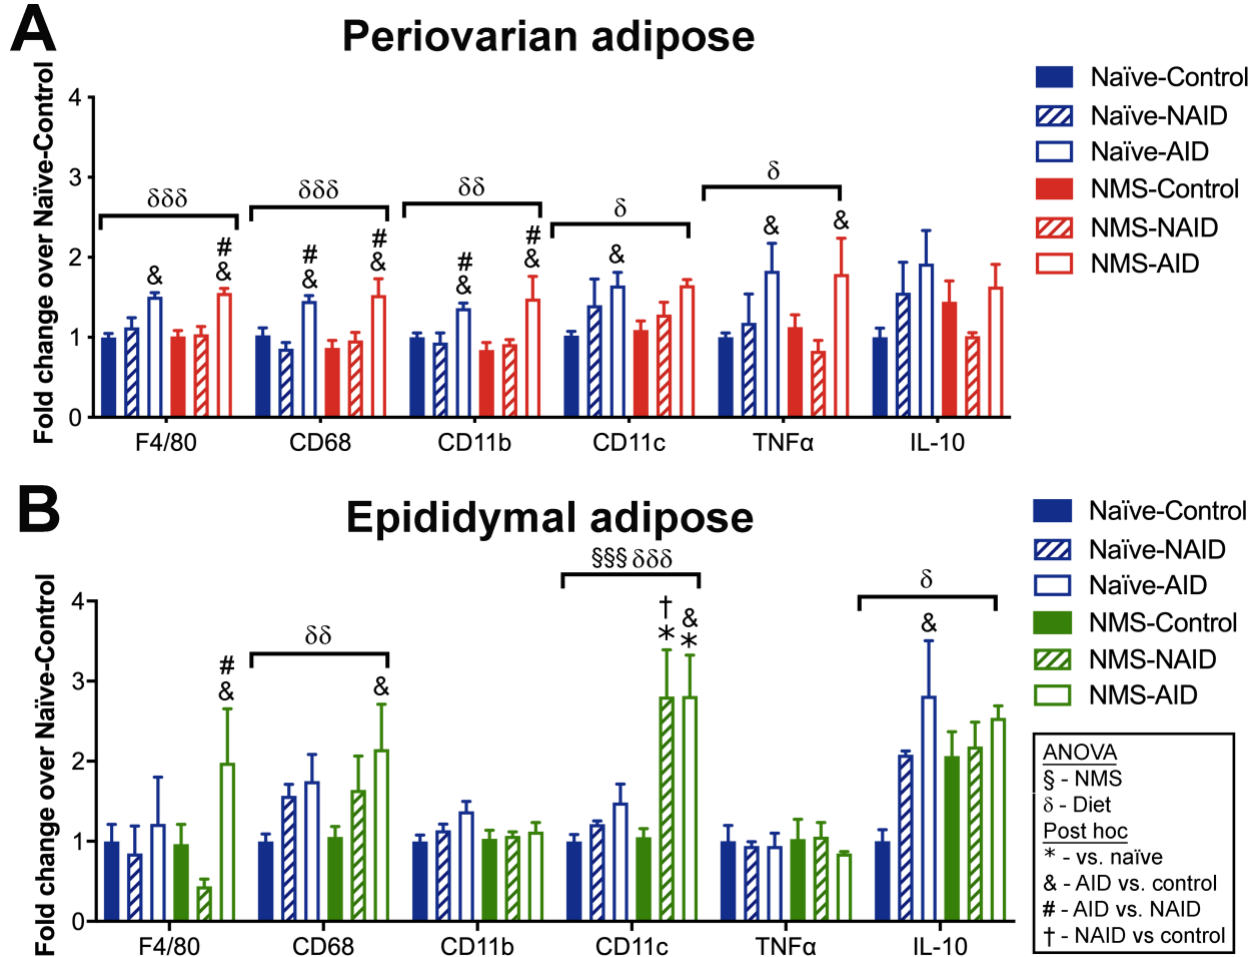 A
Periovarian adipose
Fold change over Naïve-Control
4
3
2
1
0
δδδ
δδδ
δδ
δ
δ
&
#
&
#
&
#
&
#
&
#
&
&
&
&
F4/80
CD68
CD11b
CD11c
TNFα
IL-10
Naïve-Control
Naïve-NAID
Naïve-AID
NMS-Control
NMS-NAID
NMS-AID
B
Epididymal adipose
Fold change over Naïve-Control
4
3
2
1
0
#
&
δδ
&
§§§ δδδ
†
*
&
*
δ
&
F4/80
CD68
CD11b
CD11c
TNFα
IL-10
Naïve-Control
Naïve-NAID
Naïve-AID
NMS-Control
NMS-NAID
NMS-AID
ANOVA
§ - NMS
δ - Diet
Post hoc
* - vs. naïve
& - AID vs. control
# - AID vs. NAID
† - NAID vs control